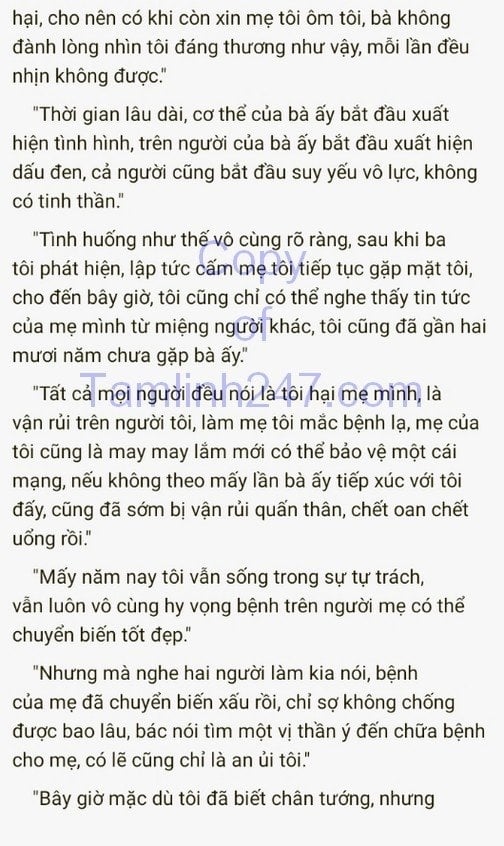 hại, cho nên có khi còn xin mẹ tôi ôm tôi, bà không
đành lòng nhìn tôi đáng thương như vậy, mỗi lần đều
nhịn không được."
"Thời gian lâu dài, cơ thể của bà ấy bắt đầu xuất
hiện tình hình, trên người của bà ấy bắt đầu xuất hiện
dấu đen, cả người cũng bắt đầu suy yếu vô lực, không
có tinh thần."
"Tình huống như thế vô cùng rõ ràng, sau khi ba
tôi phát hiện, lập tức cấm mẹ tôi tiếp tục gặp mặt tôi,
cho đến bây giờ, tôi cũng chỉ có thể nghe thấy tin tức
của mẹ mình từ miệng người khác, tôi cũng đã gần hai
mươi năm chưa gặp bà ấy."
"Tất cả mọi người đều nói là tôi hại mẹ mình, là
vận rủi trên người tôi, làm mẹ tôi mắc bệnh lạ, mẹ của
tôi cũng là may may lắm mới có thể bảo vệ một cái
mạng, nếu không theo mấy lần bà ấy tiếp xúc với tôi
đấy, cũng đã sớm bị vận rủi quấn thân, chết oan chết
uổng rồi."
"Mấy năm nay tôi vẫn sống trong sự tự trách,
vẫn luôn vô cùng hy vọng bệnh trên người mẹ có thể
chuyển biến tốt đẹp."
"Nhưng mà nghe hai người làm kia nói, bệnh
của mẹ đã chuyển biến xấu rồi, chỉ sợ không chống
được bao lâu, bác nói tìm một vị thần ý đến chữa bệnh
cho mẹ, có lẽ cũng chỉ là an ủi tôi."
"Bây giờ mặc dù tôi đã biết chân tướng, nhưng
Copy
of
Tamlinh247.com